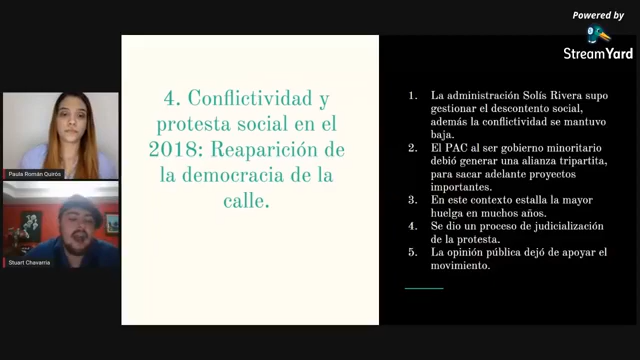 Powered by
StreamYard
Paula Román Quirós
Stuart Chavarría
4. Conflictividad y
protesta social en el
2018: Reaparición de
la democracia de la
calle.
1. La administración Solís Rivera supo
gestionar el descontento social,
además la conflictividad se mantuvo
baja.
2. El PAC al ser gobierno minoritario
debió generar una alianza tripartita,
para sacar adelante proyectos
importantes.
3. En este contexto estalla la mayor
huelga en muchos años.
4. Se dio un proceso de judicialización
de la protesta.
5. La opinión pública dejó de apoyar el
movimiento.